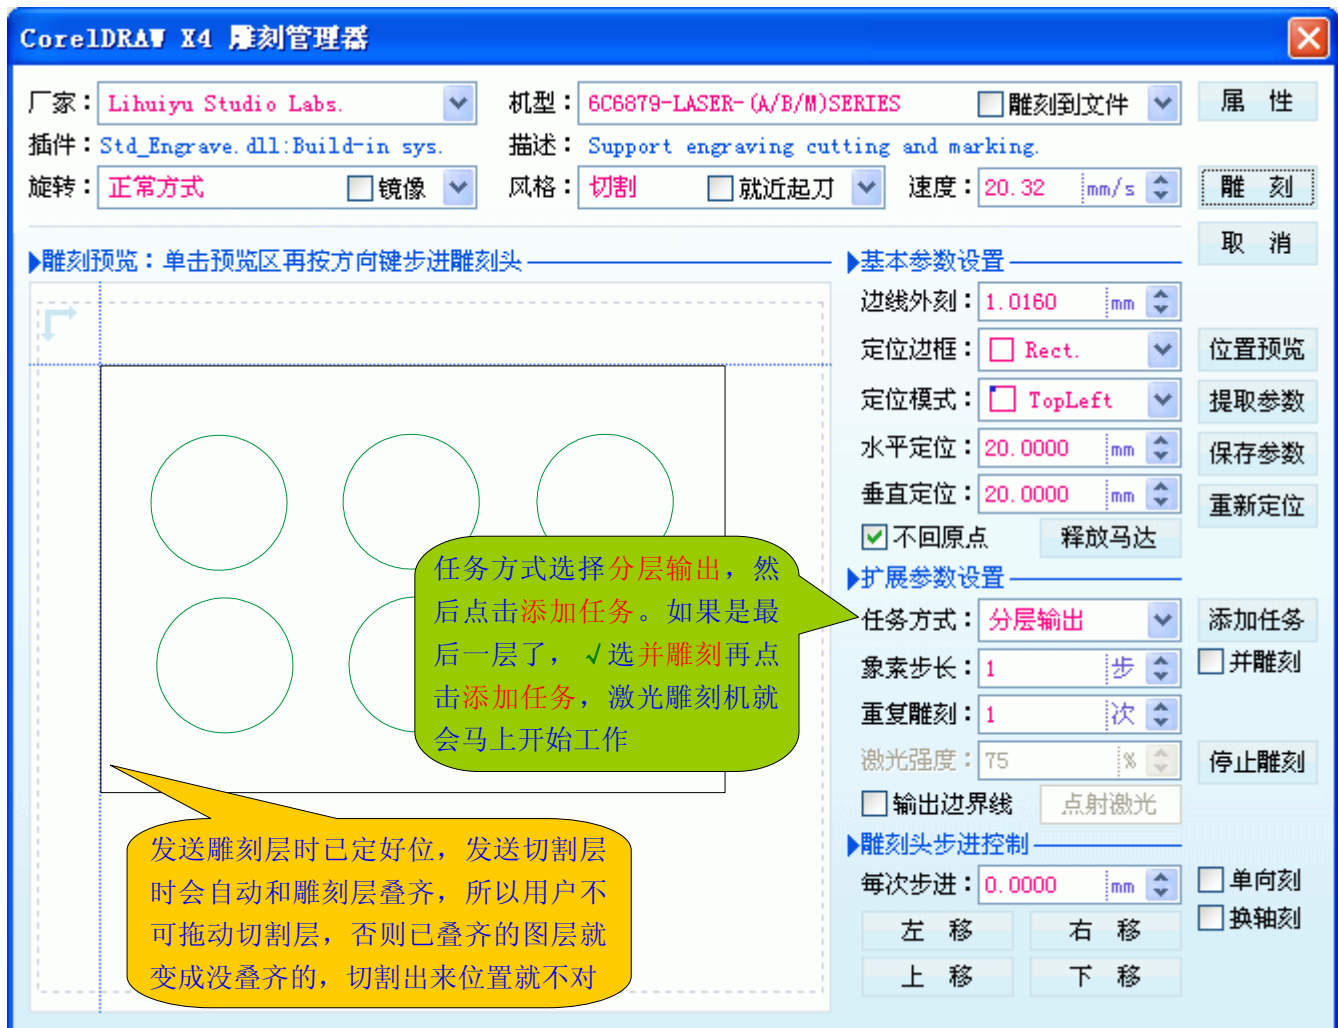 CorelDRAW X4 雕刻管理器
厂家：Lihuiyu Studio Labs. 机型：6C6879-LASER-(A/B/M)SERIES 雕刻到文件 属 性
插件：Std_Engrave.dll:Build-in sys. 描述：Support engraving cutting and marking.
旋转：正常方式 镜像 风格：切割 就近起刀 速度：20.32 mm/s 雕 刻
取 消
雕刻预览：单击预览区再按方向键步进雕刻头
基本参数设置
边线外刻：1.0160 mm
定位边框：Rect. 位置预览
定位模式：TopLeft 提取参数
水平定位：20.0000 mm 保存参数
垂直定位：20.0000 mm 重新定位
不回原点 释放马达
扩展参数设置
任务方式：分层输出 添加任务
象素步长：1 步 并雕刻
重复雕刻：1 次
激光强度：75 % 停止雕刻
输出边界线 点射激光
雕刻头步进控制
每次步进：0.0000 mm 单向刻
换轴刻
左 移 右 移
上 移 下 移
任务方式选择分层输出，然
后点击添加任务。如果是最
后一层了，√选并雕刻再点
击添加任务，激光雕刻机就
会马上开始工作
发送雕刻层时已定好位，发送切割层
时会自动和雕刻层叠齐，所以用户不
可拖动切割层，否则已叠齐的图层就
变成没叠齐的，切割出来位置就不对